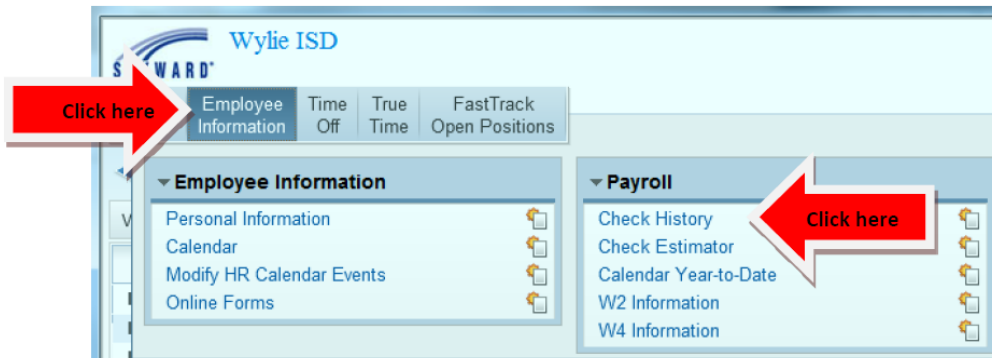 Wylie ISD
Click here
Employee Information
Time Off
True Time
FastTrack Open Positions
Employee Information
Personal Information
Calendar
Modify HR Calendar Events
Online Forms
Payroll
Check History
Click here
Check Estimator
Calendar Year-to-Date
W2 Information
W4 Information